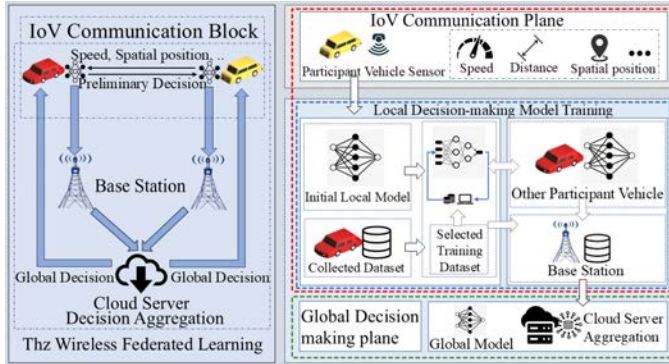 IoV Communication Block
Speed, Spatial position...
Preliminary Decision
Base Station
Global Decision
Global Decision
Cloud Server
Decision Aggregation
Thz Wireless Federated Learning
IoV Communication Plane
Participant Vehicle Sensor
Speed
Distance
Spatial position
Local Decision-making Model Training
Initial Local Model
Other Participant Vehicle
Collected Dataset
Selected
Training
Dataset
Base Station
Global Decision
making plane
Global Model
Cloud Server
Aggregation